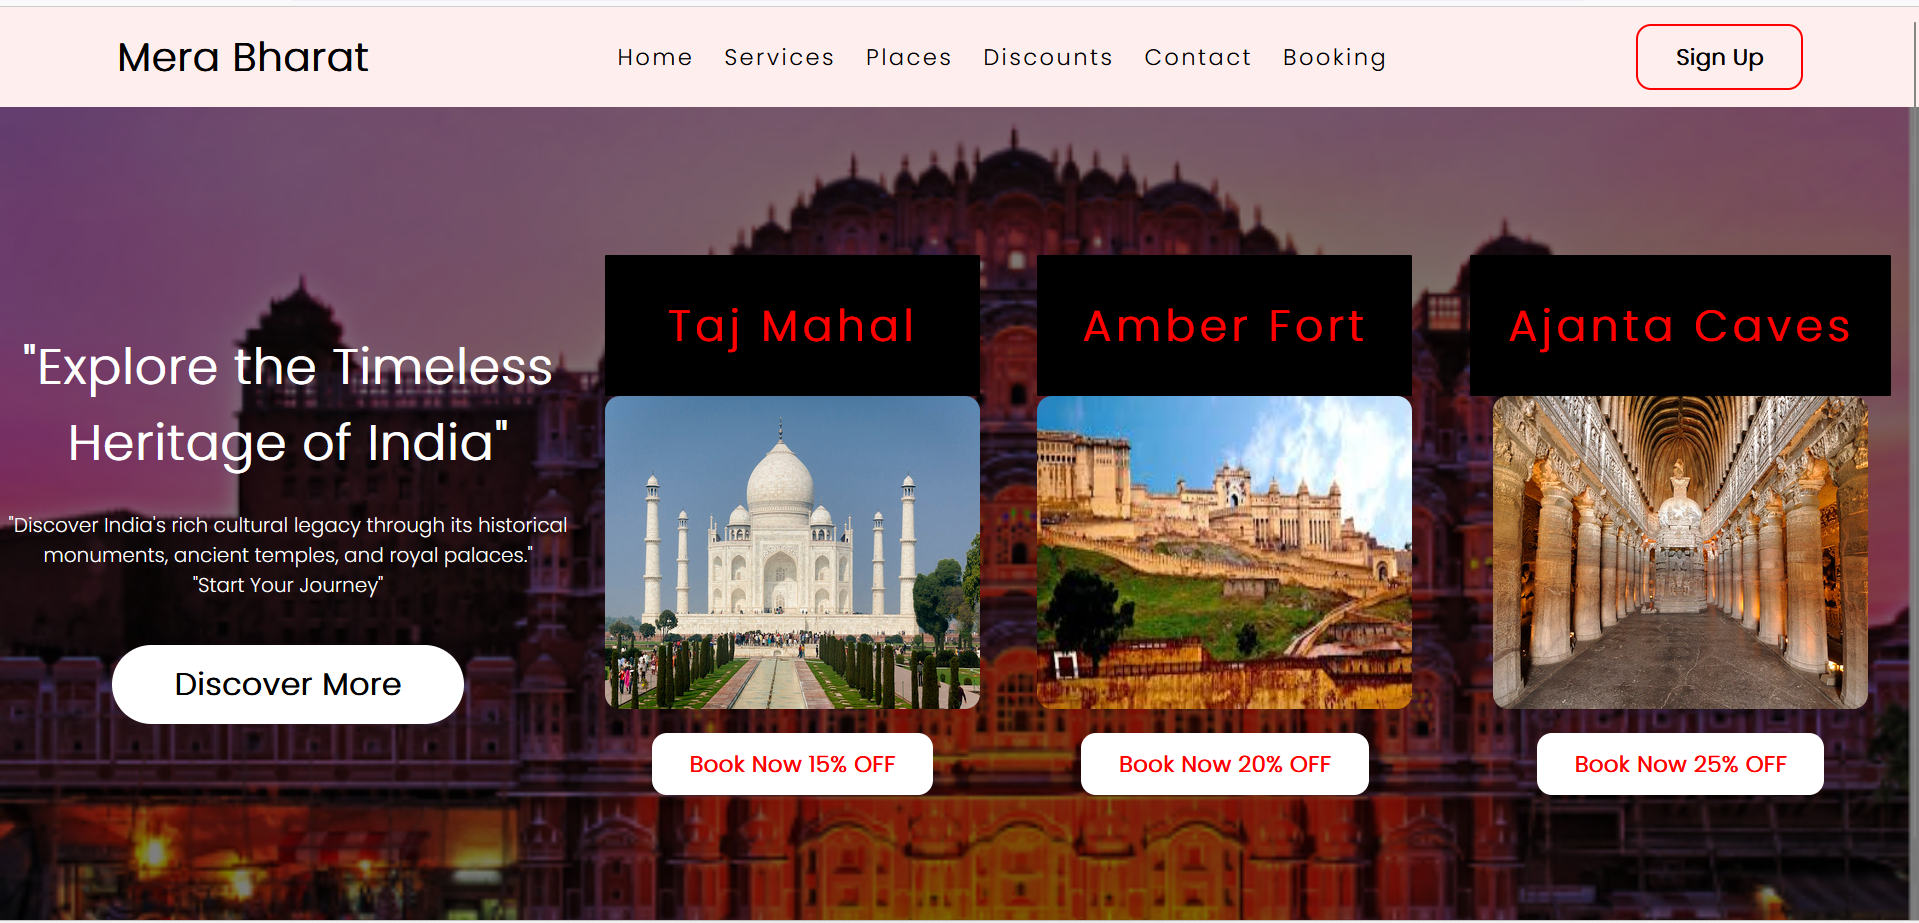 Mera Bharat
Home Services Places Discounts Contact Booking
Sign Up
"Explore the Timeless
Heritage of India"
"Discover India's rich cultural legacy through its historical
monuments, ancient temples, and royal palaces."
"Start Your Journey"
Discover More
Taj Mahal
Book Now 15% OFF
Amber Fort
Book Now 20% OFF
Ajanta Caves
Book Now 25% OFF